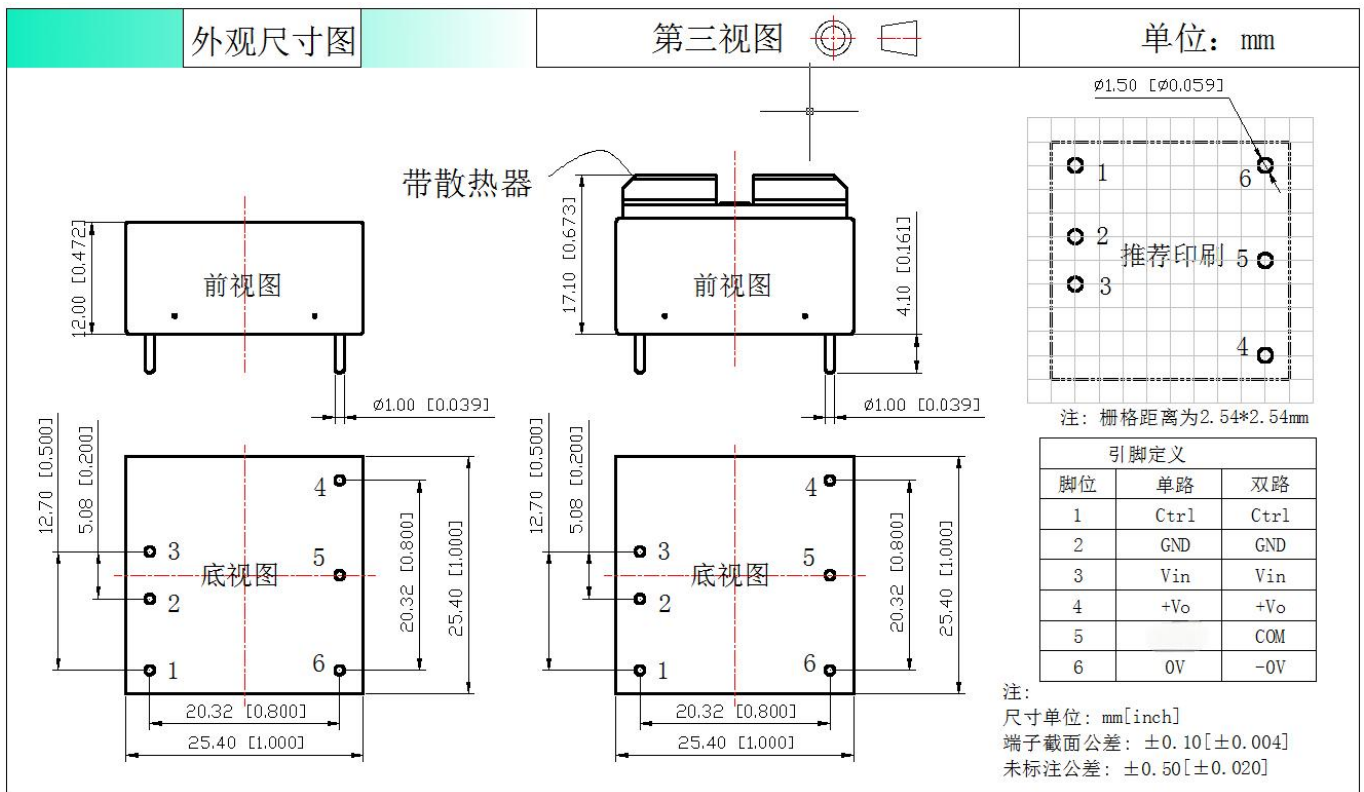 外观尺寸图
第三视图
单位: mm
带散热器
12.00 [0.472]
前视图
ø1.00 [0.039]
17.10 [0.673]
前视图
4.10 [0.161]
ø1.00 [0.039]
ø1.50 [ø0.059]
1
6
2
推荐印刷
5
3
4
注: 栅格距离为2.54*2.54mm
12.70 [0.500]
5.08 [0.200]
4
3
5
底视图
2
1
6
20.32 [0.800]
25.40 [1.000]
20.32 [0.800]
25.40 [1.000]
12.70 [0.500]
5.08 [0.200]
4
3
5
底视图
2
1
6
20.32 [0.800]
25.40 [1.000]
20.32 [0.800]
25.40 [1.000]
引脚定义
脚位 单路 双路
1 Ctrl Ctrl
2 GND GND
3 Vin Vin
4 +Vo +Vo
5 COM
6 0V -0V
注:
尺寸单位: mm[inch]
端子截面公差: ±0.10[±0.004]
未标注公差: ±0.50[±0.020]